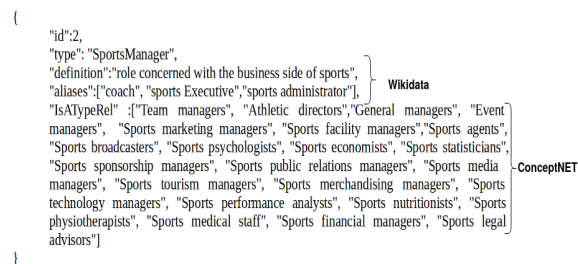 {
"id":2,
"type": "SportsManager",
"definition":"role concerned with the business side of sports",
"aliases":["coach", "sports Executive","sports administrator"],
Wikidata
"IsATypeRel" :["Team managers", "Athletic directors","General managers", "Event
managers", "Sports marketing managers", "Sports facility managers","Sports agents",
"Sports broadcasters", "Sports psychologists", "Sports economists", "Sports statisticians",
"Sports sponsorship managers", "Sports public relations managers", "Sports media
managers", "Sports tourism managers", "Sports merchandising managers", "Sports
technology managers", "Sports performance analysts", "Sports nutritionists", "Sports
physiotherapists", "Sports medical staff", "Sports financial managers", "Sports legal
advisors"]
ConceptNET
}